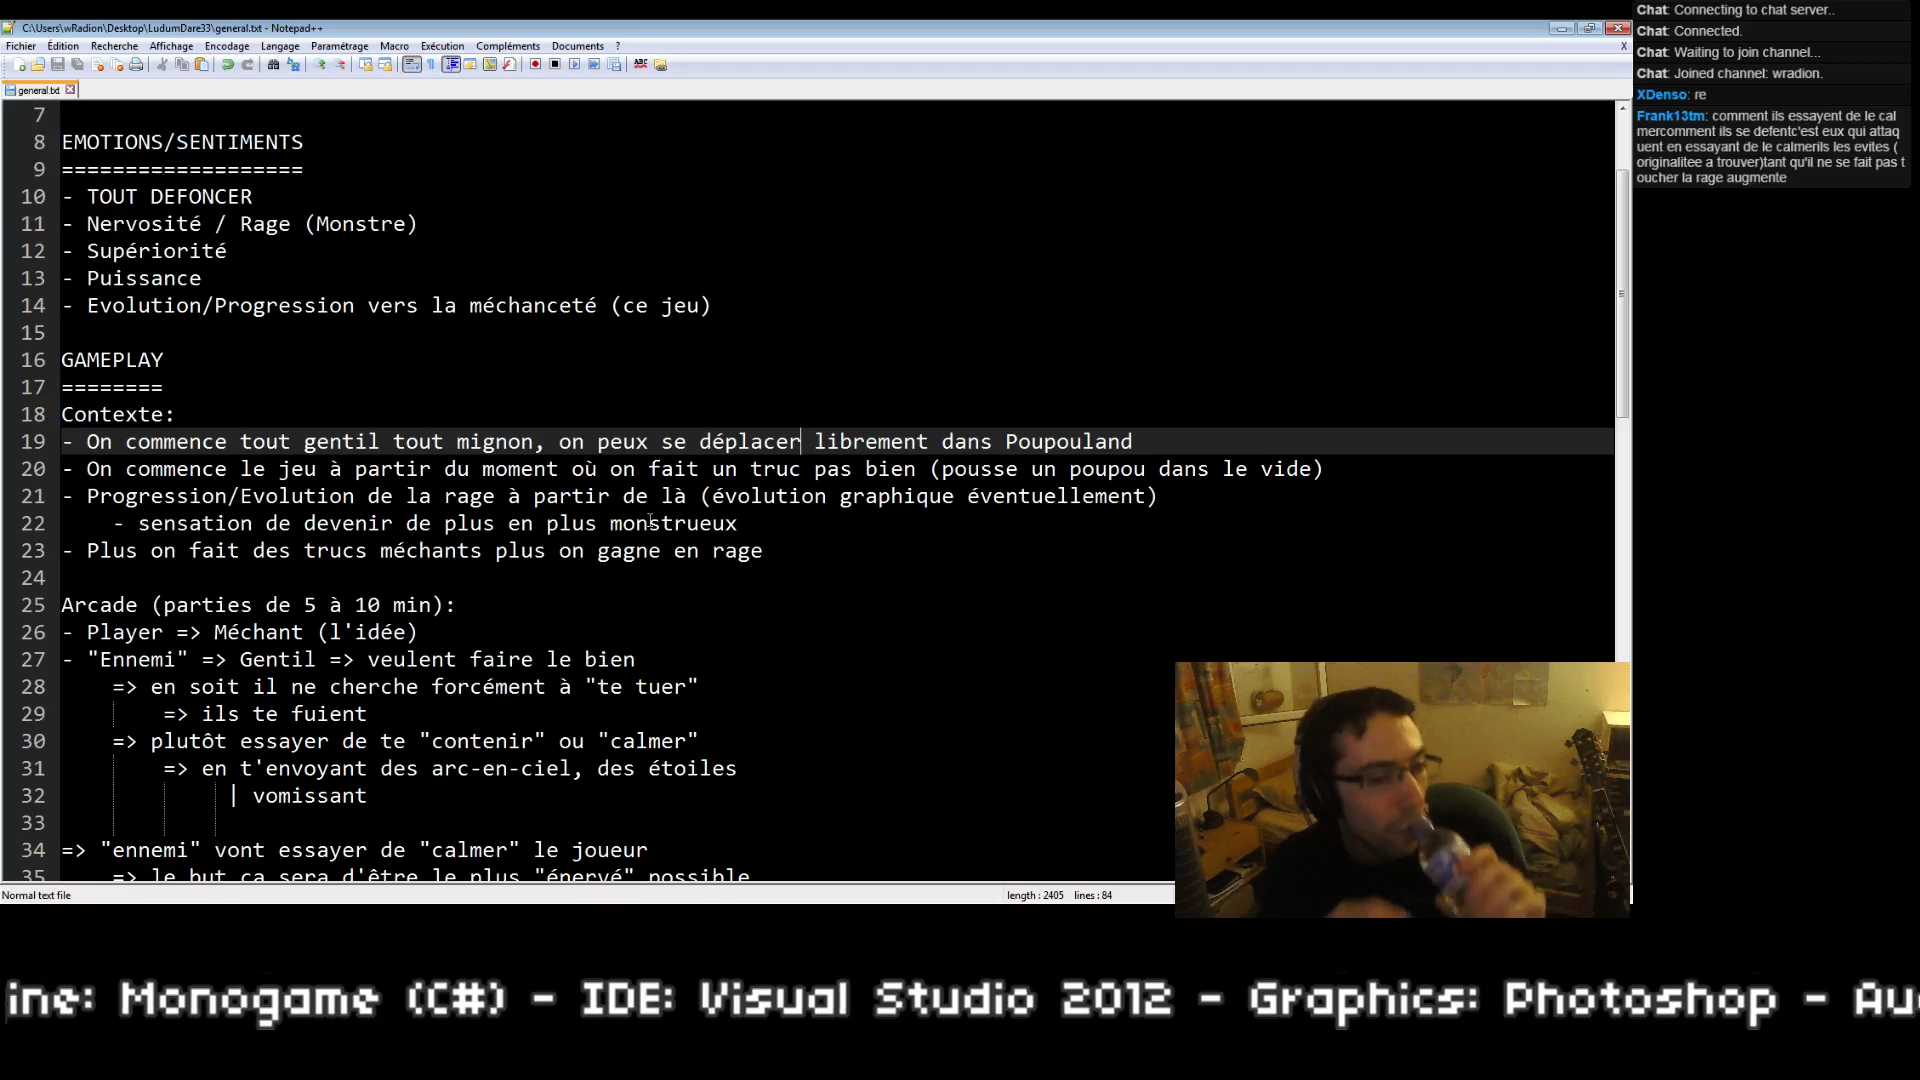 C:\Users\wRadion\Desktop\LudumDare33\general.txt - Notepad++
Fichier Édition Recherche Affichage Encodage Langage Paramétrage Macro Exécution Compléments Documents ? X
general.txt
7
8 EMOTIONS/SENTIMENTS
9 ===================
10 - TOUT DEFONCER
11 - Nervosité / Rage (Monstre)
12 - Supériorité
13 - Puissance
14 - Evolution/Progression vers la méchanceté (ce jeu)
15
16 GAMEPLAY
17 ========
18 Contexte:
19 - On commence tout gentil tout mignon, on peux se déplacer librement dans Poupouland
20 - On commence le jeu à partir du moment où on fait un truc pas bien (pousse un poupou dans le vide)
21 - Progression/Evolution de la rage à partir de là (évolution graphique éventuellement)
22 - sensation de devenir de plus en plus monstrueux
23 - Plus on fait des trucs méchants plus on gagne en rage
24
25 Arcade (parties de 5 à 10 min):
26 - Player => Méchant (l'idée)
27 - "Ennemi" => Gentil => veulent faire le bien
28 => en soit il ne cherche forcément à "te tuer"
29 => ils te fuient
30 => plutôt essayer de te "contenir" ou "calmer"
31 => en t'envoyant des arc-en-ciel, des étoiles
32 | vomissant
33
34 => "ennemi" vont essayer de "calmer" le joueur
35 => le but ça sera d'être le plus "énervé" possible
Normal text file length : 2405 lines : 84
Chat: Connecting to chat server..
Chat: Connected.
Chat: Waiting to join channel...
Chat: Joined channel: wradion.
XDenso: re
Frank13tm: comment ils essayent de le cal
mercomment ils se defentc'est eux qui attaq
uent en essayant de le calmerils les evites (
originalitee a trouver)tant qu'il ne se fait pas t
oucher la rage augmente
ine: Monogame (C#) - IDE: Visual Studio 2012 - Graphics: Photoshop - Au